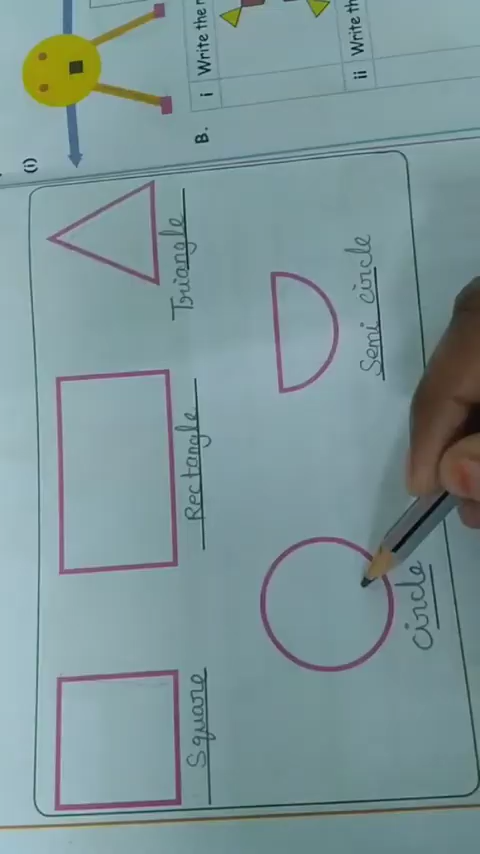 (i)
B.
i Write the
ii Write th
Square
Rectangle
Triangle
Circle
Semi circle